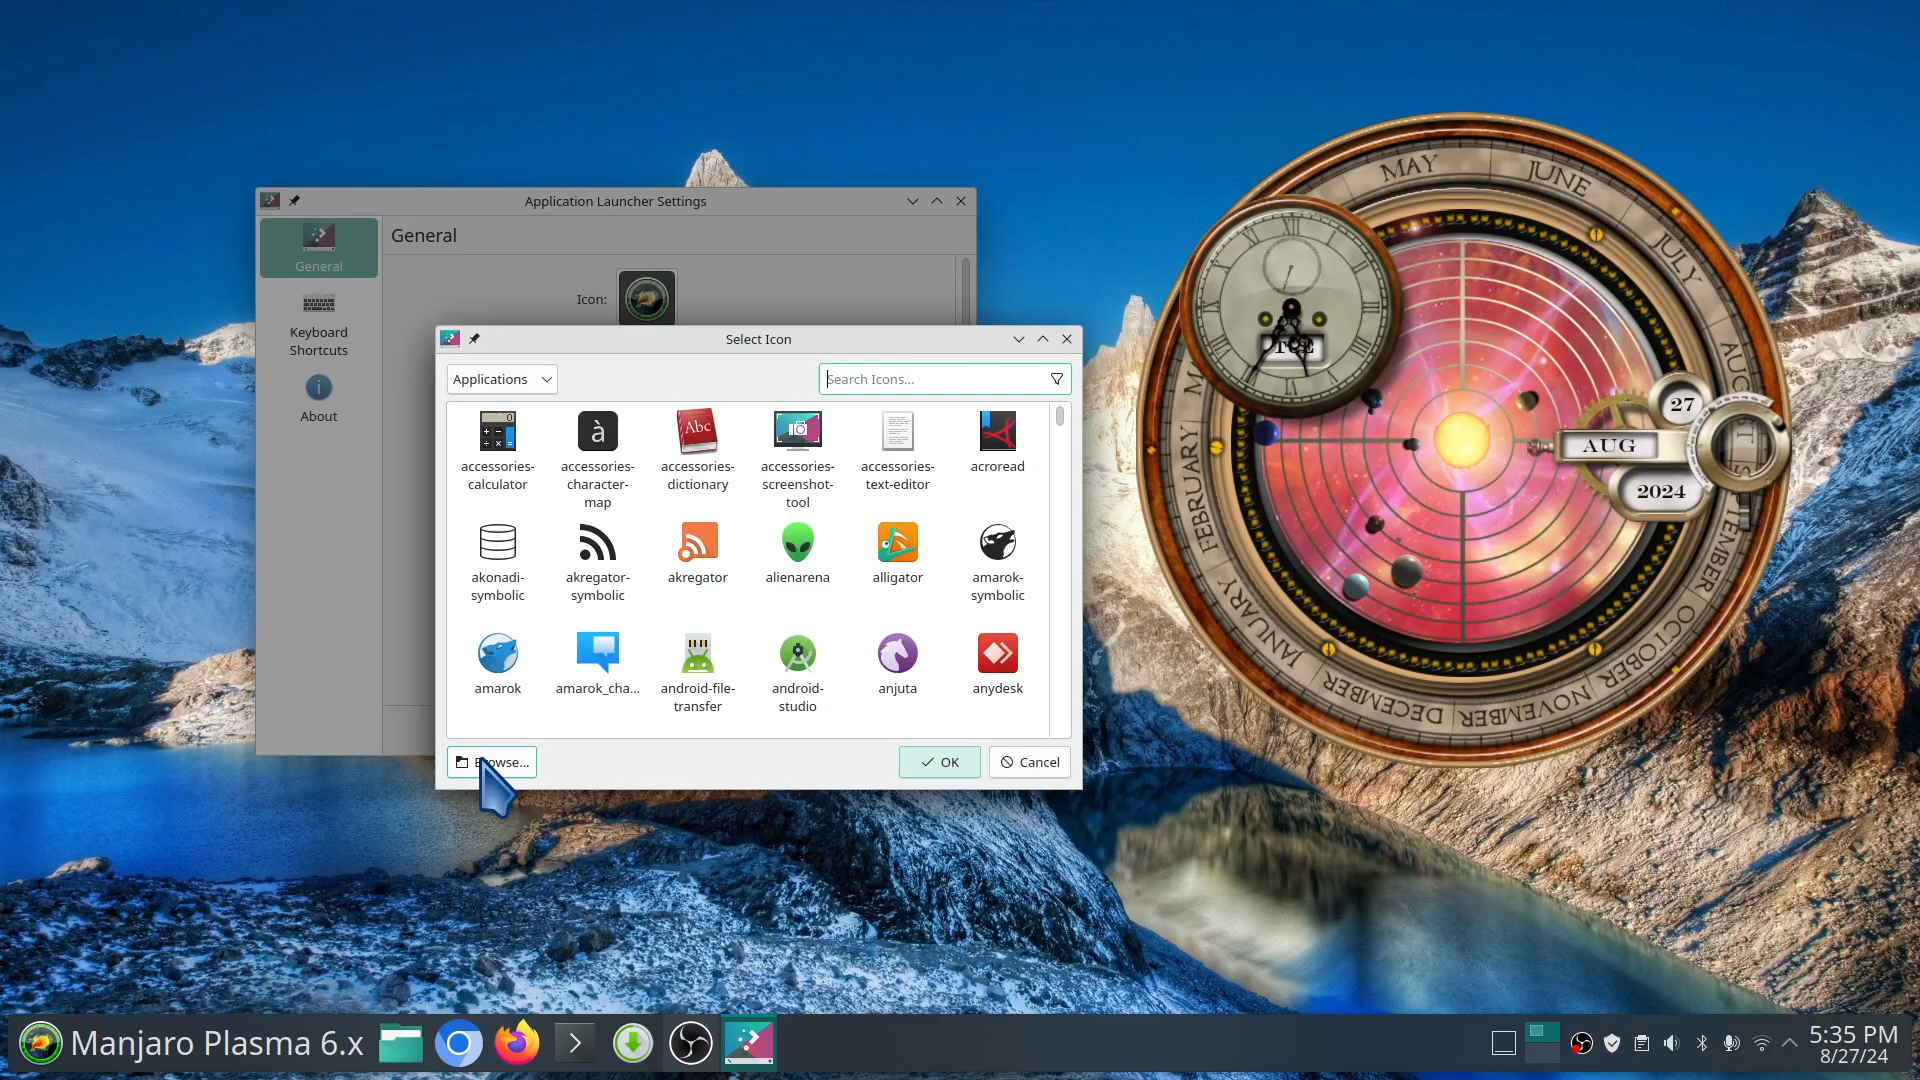 Application Launcher Settings
General
General
Icon:
Keyboard
Shortcuts
About
Select Icon
Applications
Search Icons...
accessories-
calculator
accessories-
character-
map
Abc
accessories-
dictionary
accessories-
screenshot-
tool
accessories-
text-editor
acroread
akonadi-
symbolic
akregator-
symbolic
akregator
alienarena
alligator
amarok-
symbolic
amarok
amarok_cha...
android-file-
transfer
android-
studio
anjuta
anydesk
OK
Cancel
MAY
JUNE
JULY
27
AUG
2024
OCTOBER
NOVEMBER
DECEMBER
JANUARY
FEBRUARY
Manjaro Plasma 6.x
5:35 PM
8/27/24